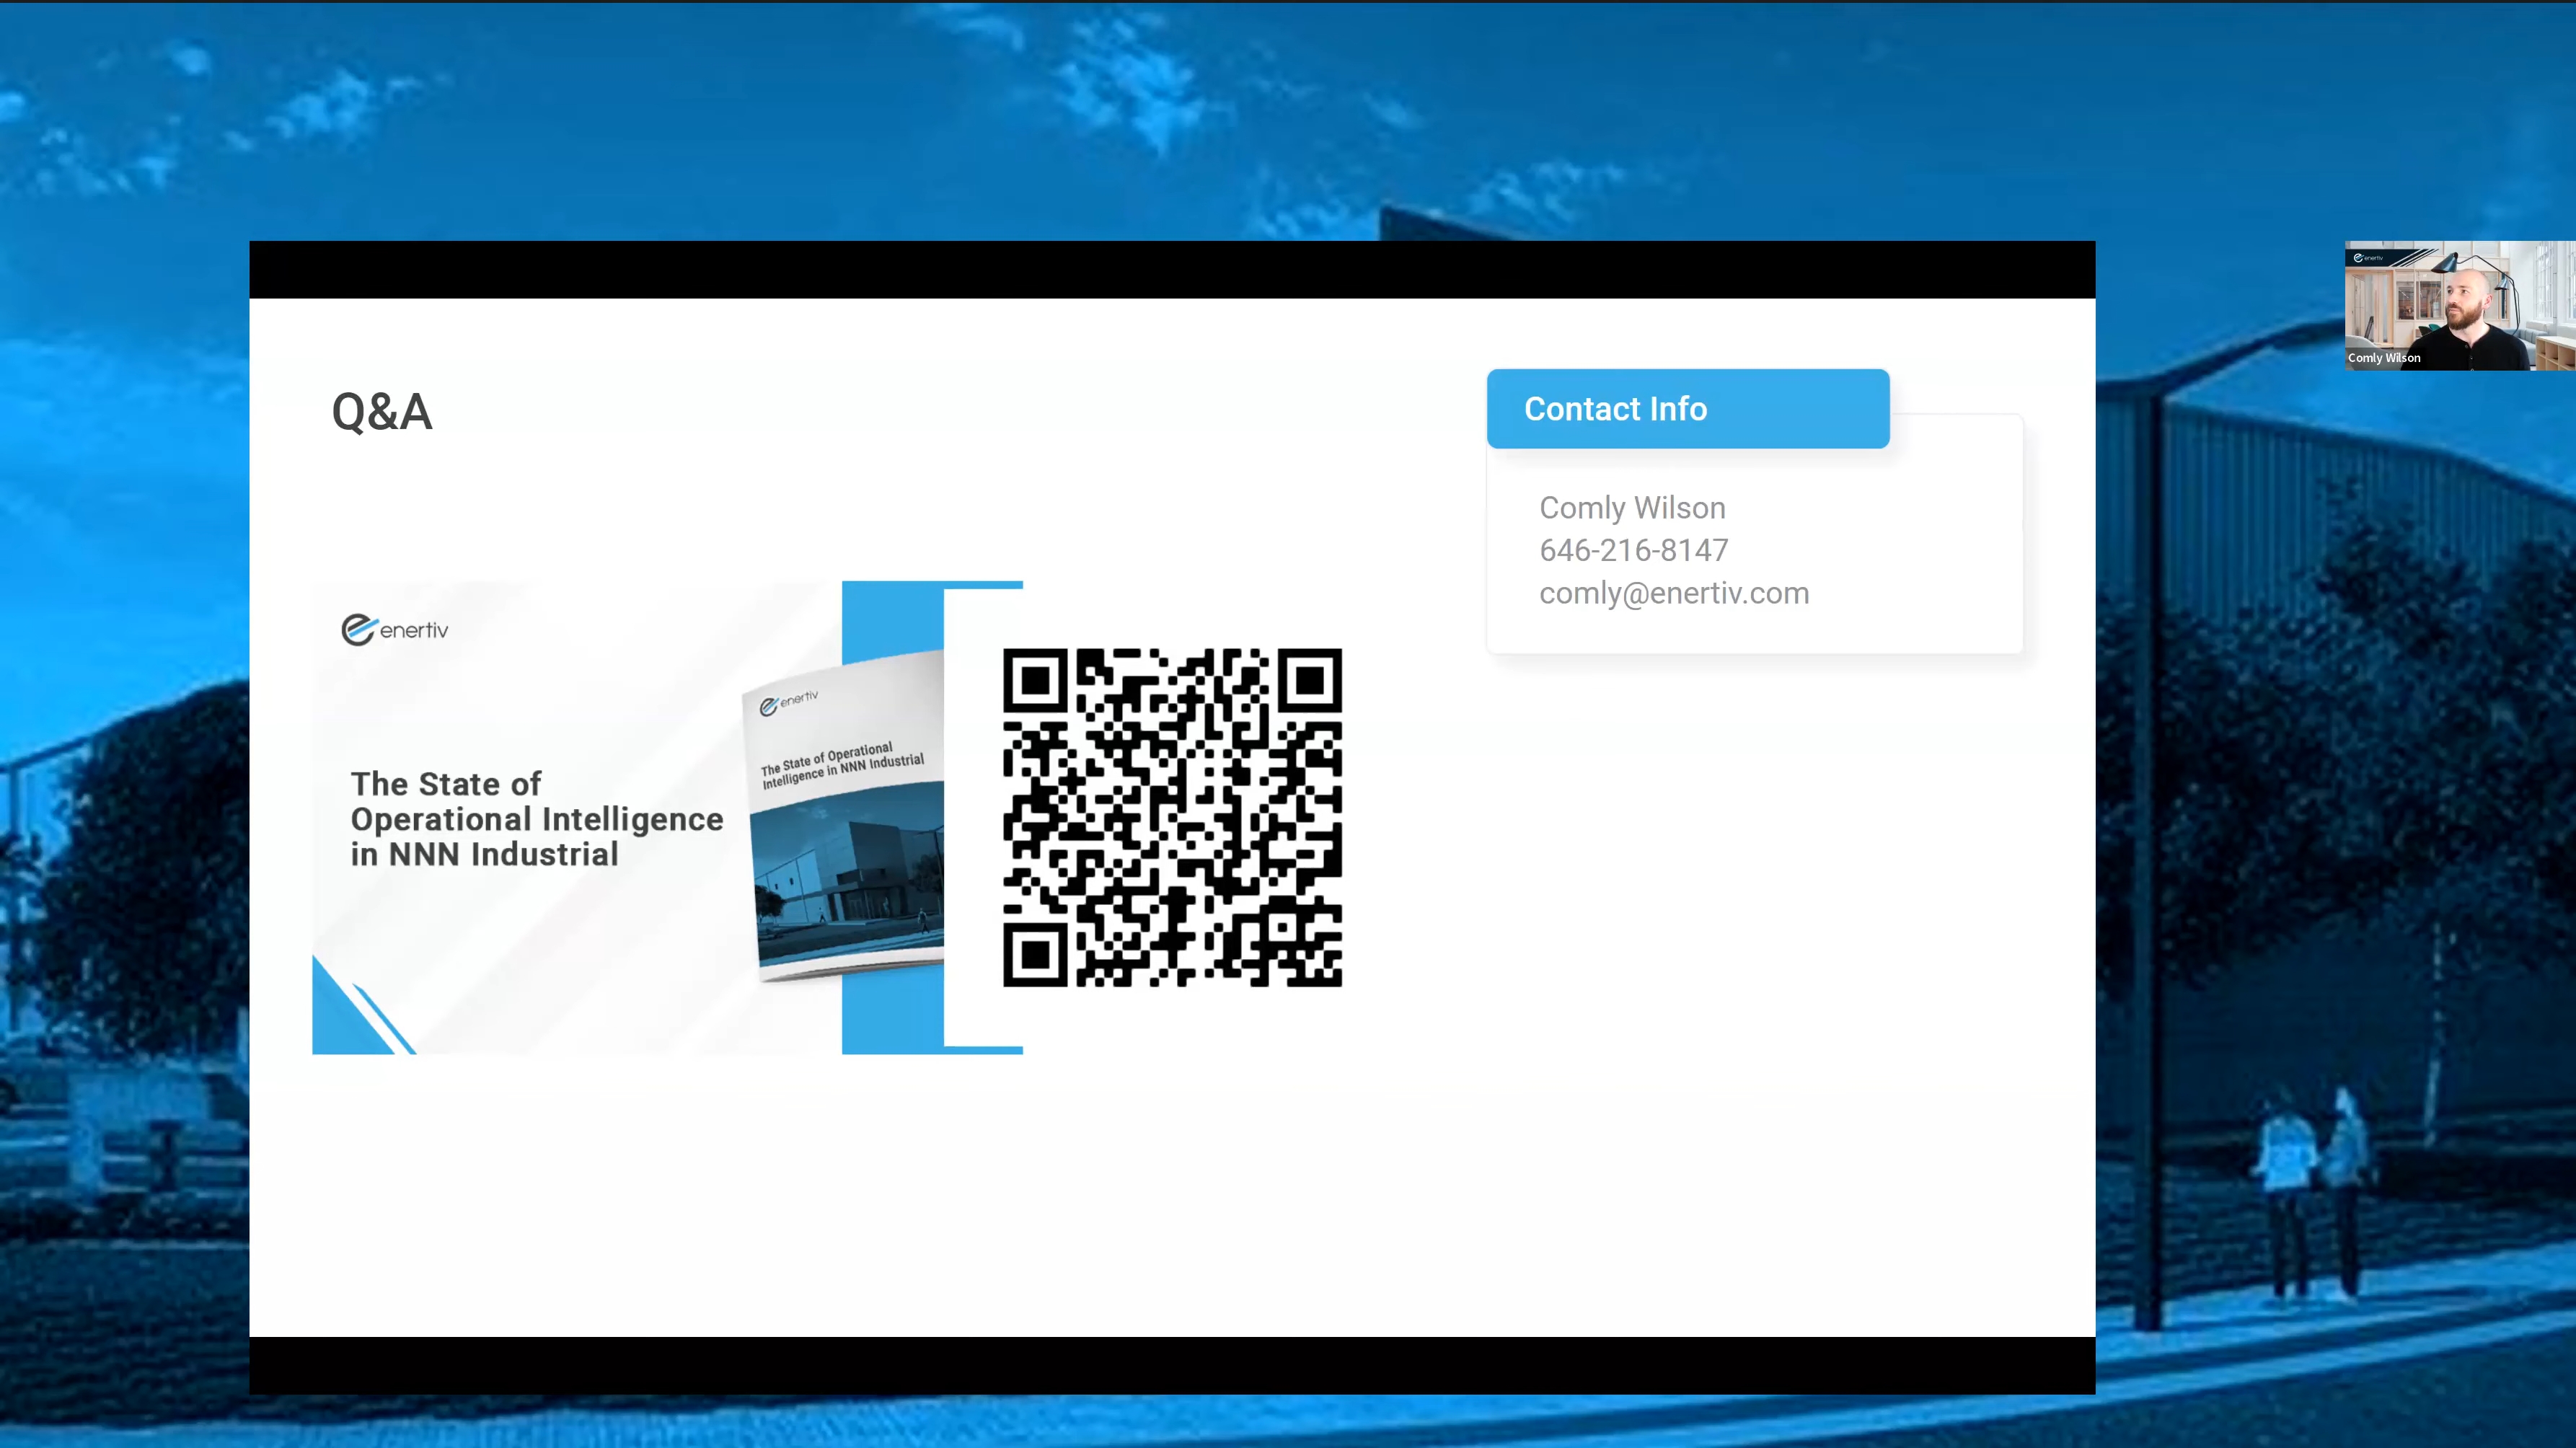 Q&A
Contact Info
Comly Wilson
646-216-8147
comly@enertiv.com
enertiv
The State of
Operational Intelligence
in NNN Industrial
enertiv
The State of Operational
Intelligence in NNN Industrial
enertiv
Comly Wilson